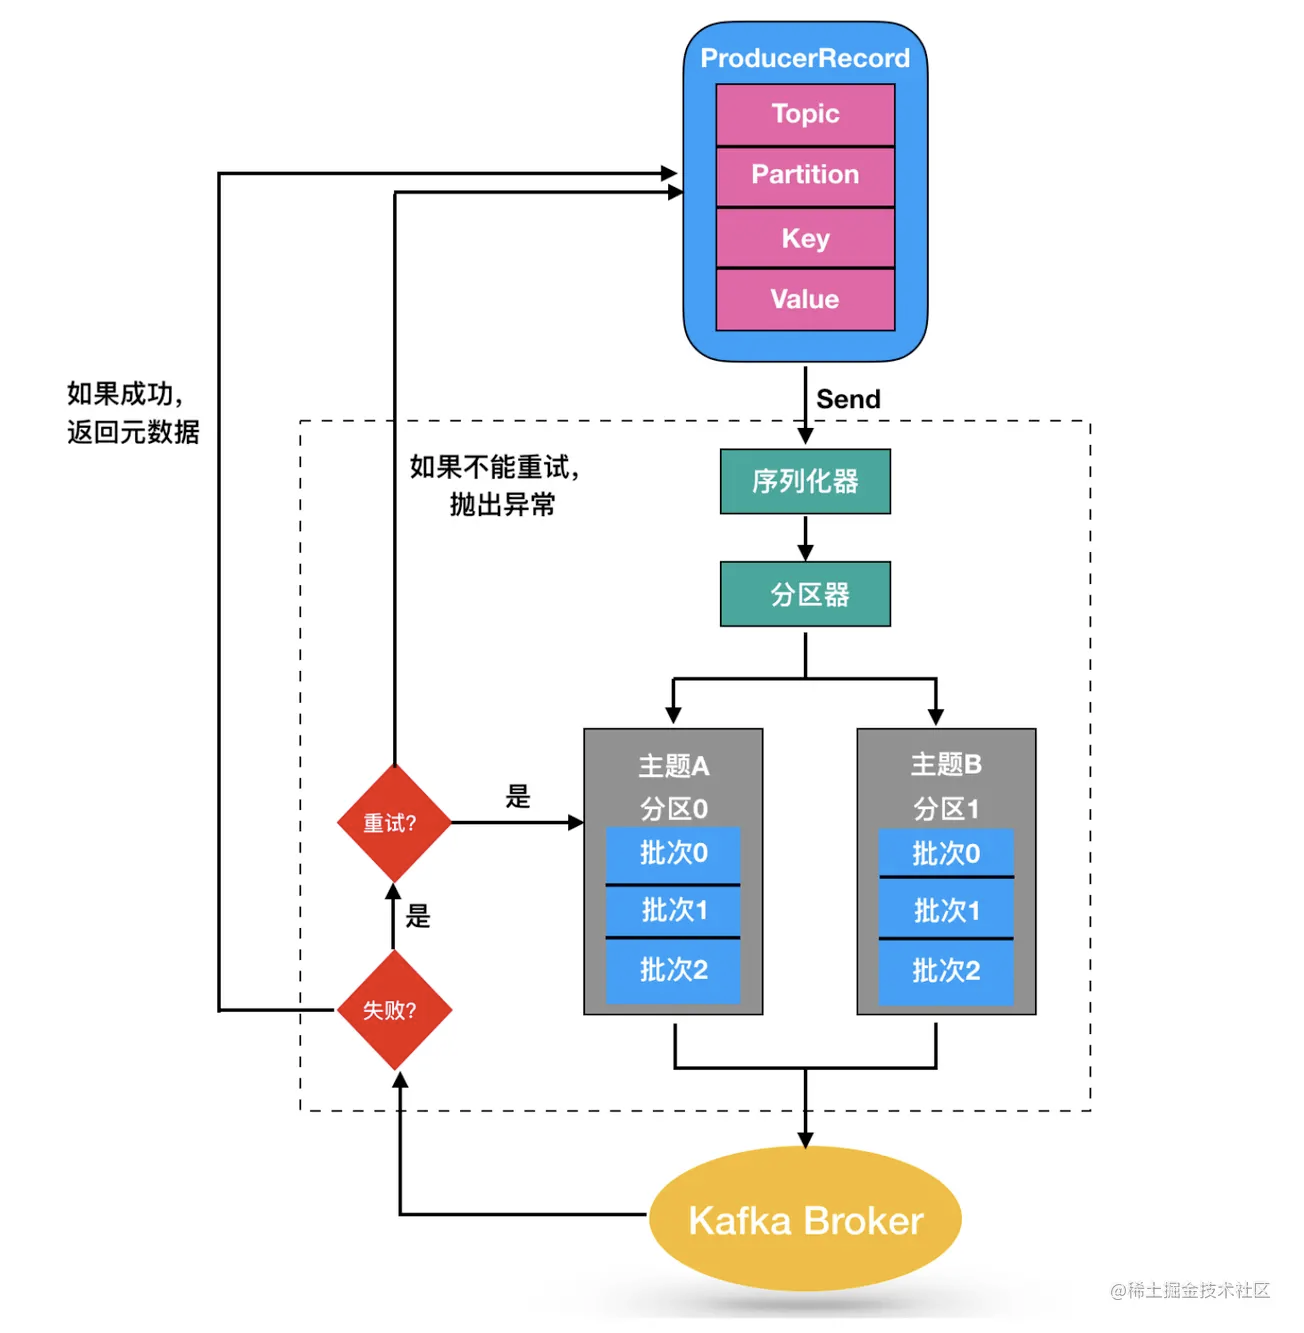 ProducerRecord
Topic
Partition
Key
Value
Send
如果成功，
返回元数据
如果不能重试，
抛出异常
序列化器
分区器
主题A
分区0
批次0
批次1
批次2
主题B
分区1
批次0
批次1
批次2
重试?
是
是
失败?
Kafka Broker
@稀土掘金技术社区